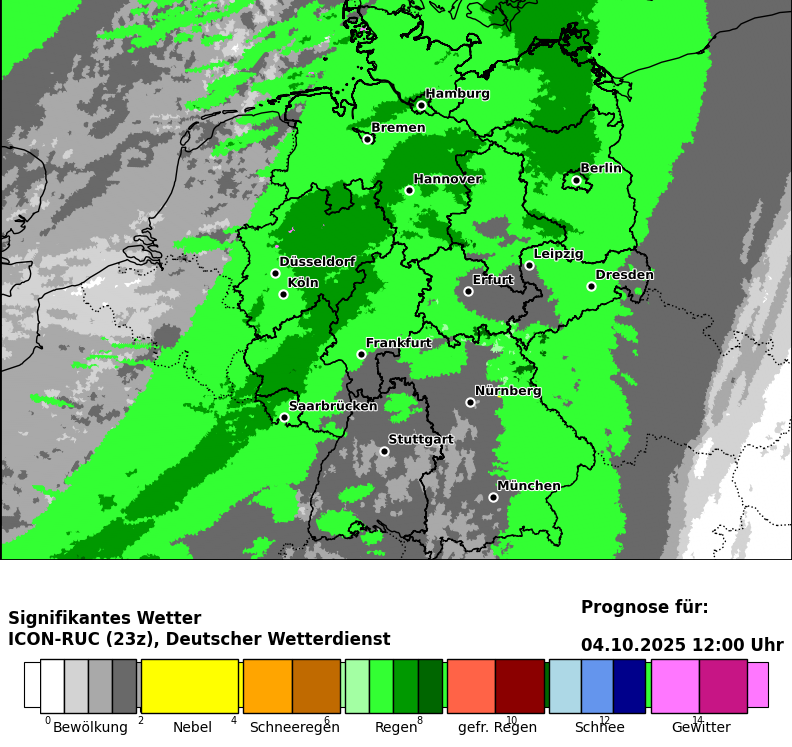 Hamburg
Bremen
Berlin
Hannover
Leipzig
Düsseldorf
Dresden
Köln
Erfurt
Frankfurt
Nürnberg
Saarbrücken
Stuttgart
München
Signifikantes Wetter
ICON-RUC (23z), Deutscher Wetterdienst
Prognose für:
04.10.2025 12:00 Uhr
0 2 4 6 8 10 12 14
Bewölkung Nebel Schneeregen Regen gefr. Regen Schnee Gewitter